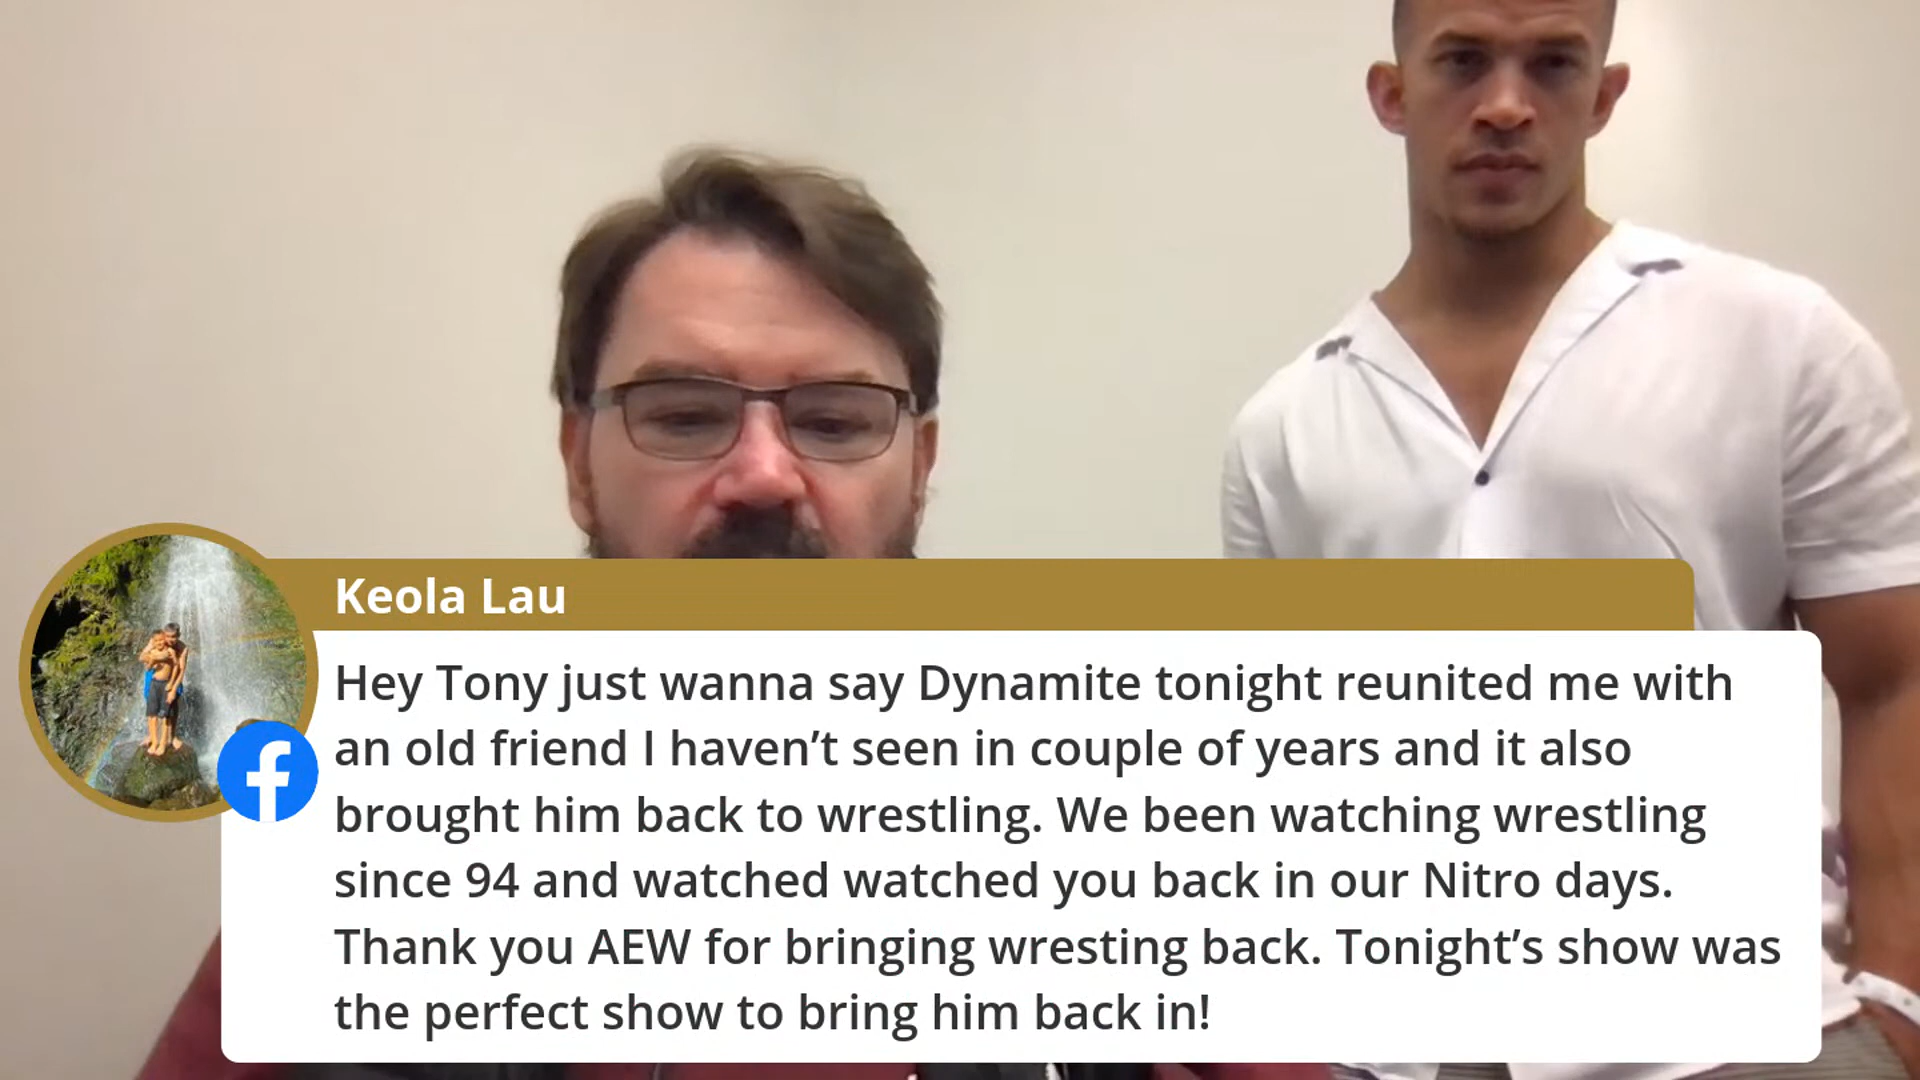 Keola Lau
Hey Tony just wanna say Dynamite tonight reunited me with
an old friend I haven’t seen in couple of years and it also
brought him back to wrestling. We been watching wrestling
since 94 and watched watched you back in our Nitro days.
Thank you AEW for bringing wresting back. Tonight’s show was
the perfect show to bring him back in!